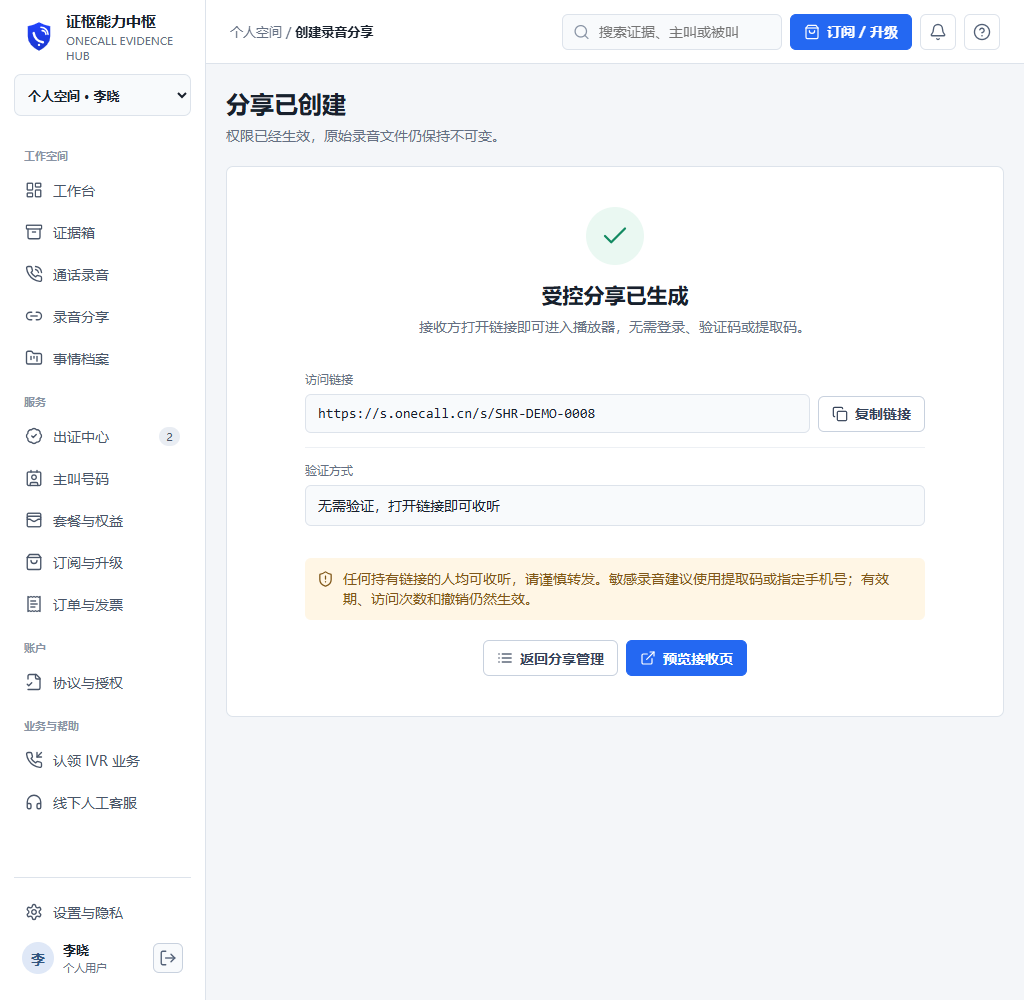 证枢能力中枢
ONECALL EVIDENCE
HUB
个人空间 • 李晓
工作空间
工作台
证据箱
通话录音
录音分享
事情档案
服务
出证中心 2
主叫号码
套餐与权益
订阅与升级
订单与发票
账户
协议与授权
业务与帮助
认领 IVR 业务
线下人工客服
设置与隐私
李
李晓
个人用户
个人空间 / 创建录音分享
搜索证据、主叫或被叫
订阅 / 升级
分享已创建
权限已经生效，原始录音文件仍保持不可变。
受控分享已生成
接收方打开链接即可进入播放器，无需登录、验证码或提取码。
访问链接
https://s.onecall.cn/s/SHR-DEMO-0008
复制链接
验证方式
无需验证，打开链接即可收听
任何持有链接的人均可收听，请谨慎转发。敏感录音建议使用提取码或指定手机号；有效
期、访问次数和撤销仍然生效。
返回分享管理
预览接收页